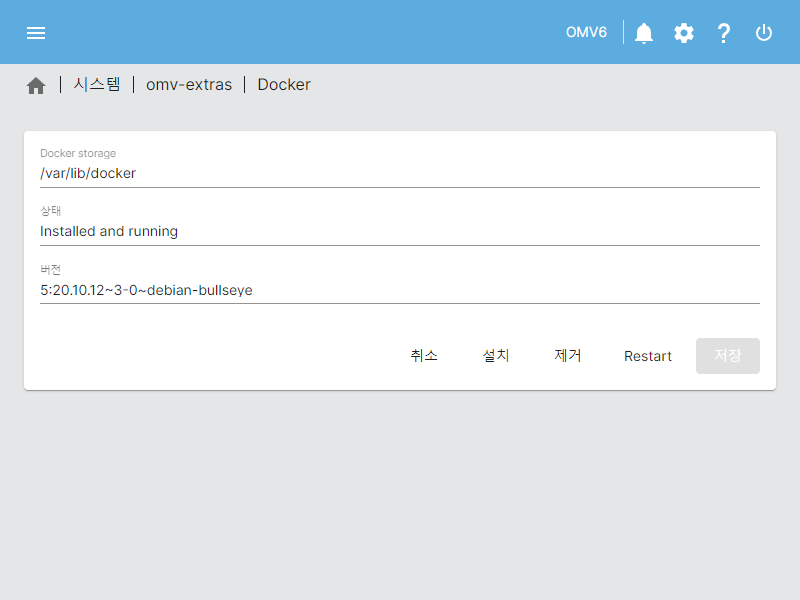 OMV6
시스템 omv-extras Docker
Docker storage
/var/lib/docker
상태
Installed and running
버전
5:20.10.12~3-0~debian-bullseye
취소 설치 제거 Restart 저장